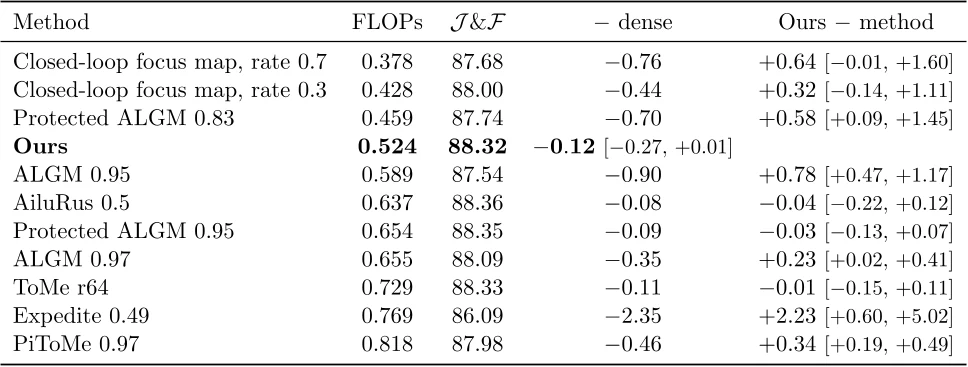 Method FLOPs 𝒥&ℱ − dense Ours − method
Closed-loop focus map, rate 0.7 0.378 87.68 −0.76 +0.64 [−0.01, +1.60]
Closed-loop focus map, rate 0.3 0.428 88.00 −0.44 +0.32 [−0.14, +1.11]
Protected ALGM 0.83 0.459 87.74 −0.70 +0.58 [+0.09, +1.45]
Ours 0.524 88.32 −0.12 [−0.27, +0.01]
ALGM 0.95 0.589 87.54 −0.90 +0.78 [+0.47, +1.17]
AiluRus 0.5 0.637 88.36 −0.08 −0.04 [−0.22, +0.12]
Protected ALGM 0.95 0.654 88.35 −0.09 −0.03 [−0.13, +0.07]
ALGM 0.97 0.655 88.09 −0.35 +0.23 [+0.02, +0.41]
ToMe r64 0.729 88.33 −0.11 −0.01 [−0.15, +0.11]
Expedite 0.49 0.769 86.09 −2.35 +2.23 [+0.60, +5.02]
PiToMe 0.97 0.818 87.98 −0.46 +0.34 [+0.19, +0.49]